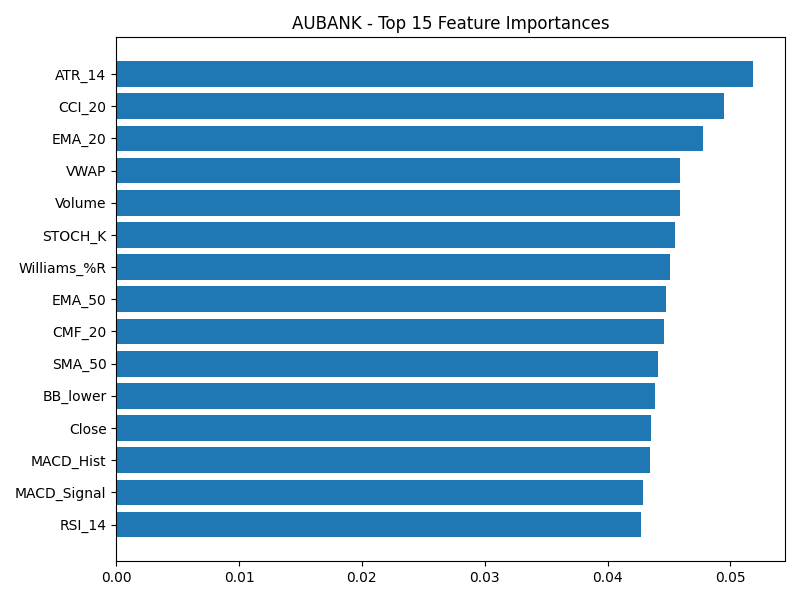 AUBANK - Top 15 Feature Importances
ATR_14
CCI_20
EMA_20
VWAP
Volume
STOCH_K
Williams_%R
EMA_50
CMF_20
SMA_50
BB_lower
Close
MACD_Hist
MACD_Signal
RSI_14
0.00 0.01 0.02 0.03 0.04 0.05